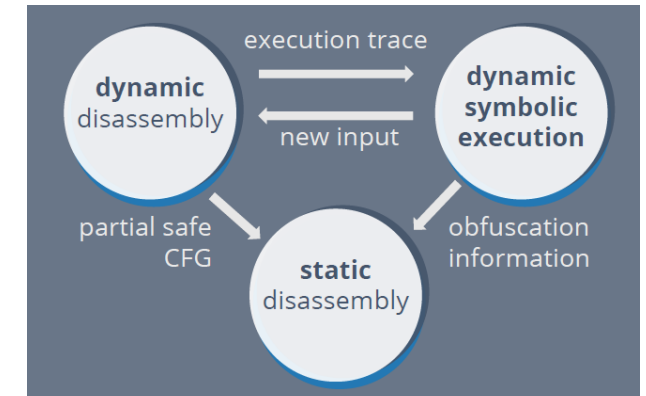 execution trace
dynamic
disassembly
dynamic
symbolic
execution
new input
partial safe
CFG
obfuscation
information
static
disassembly